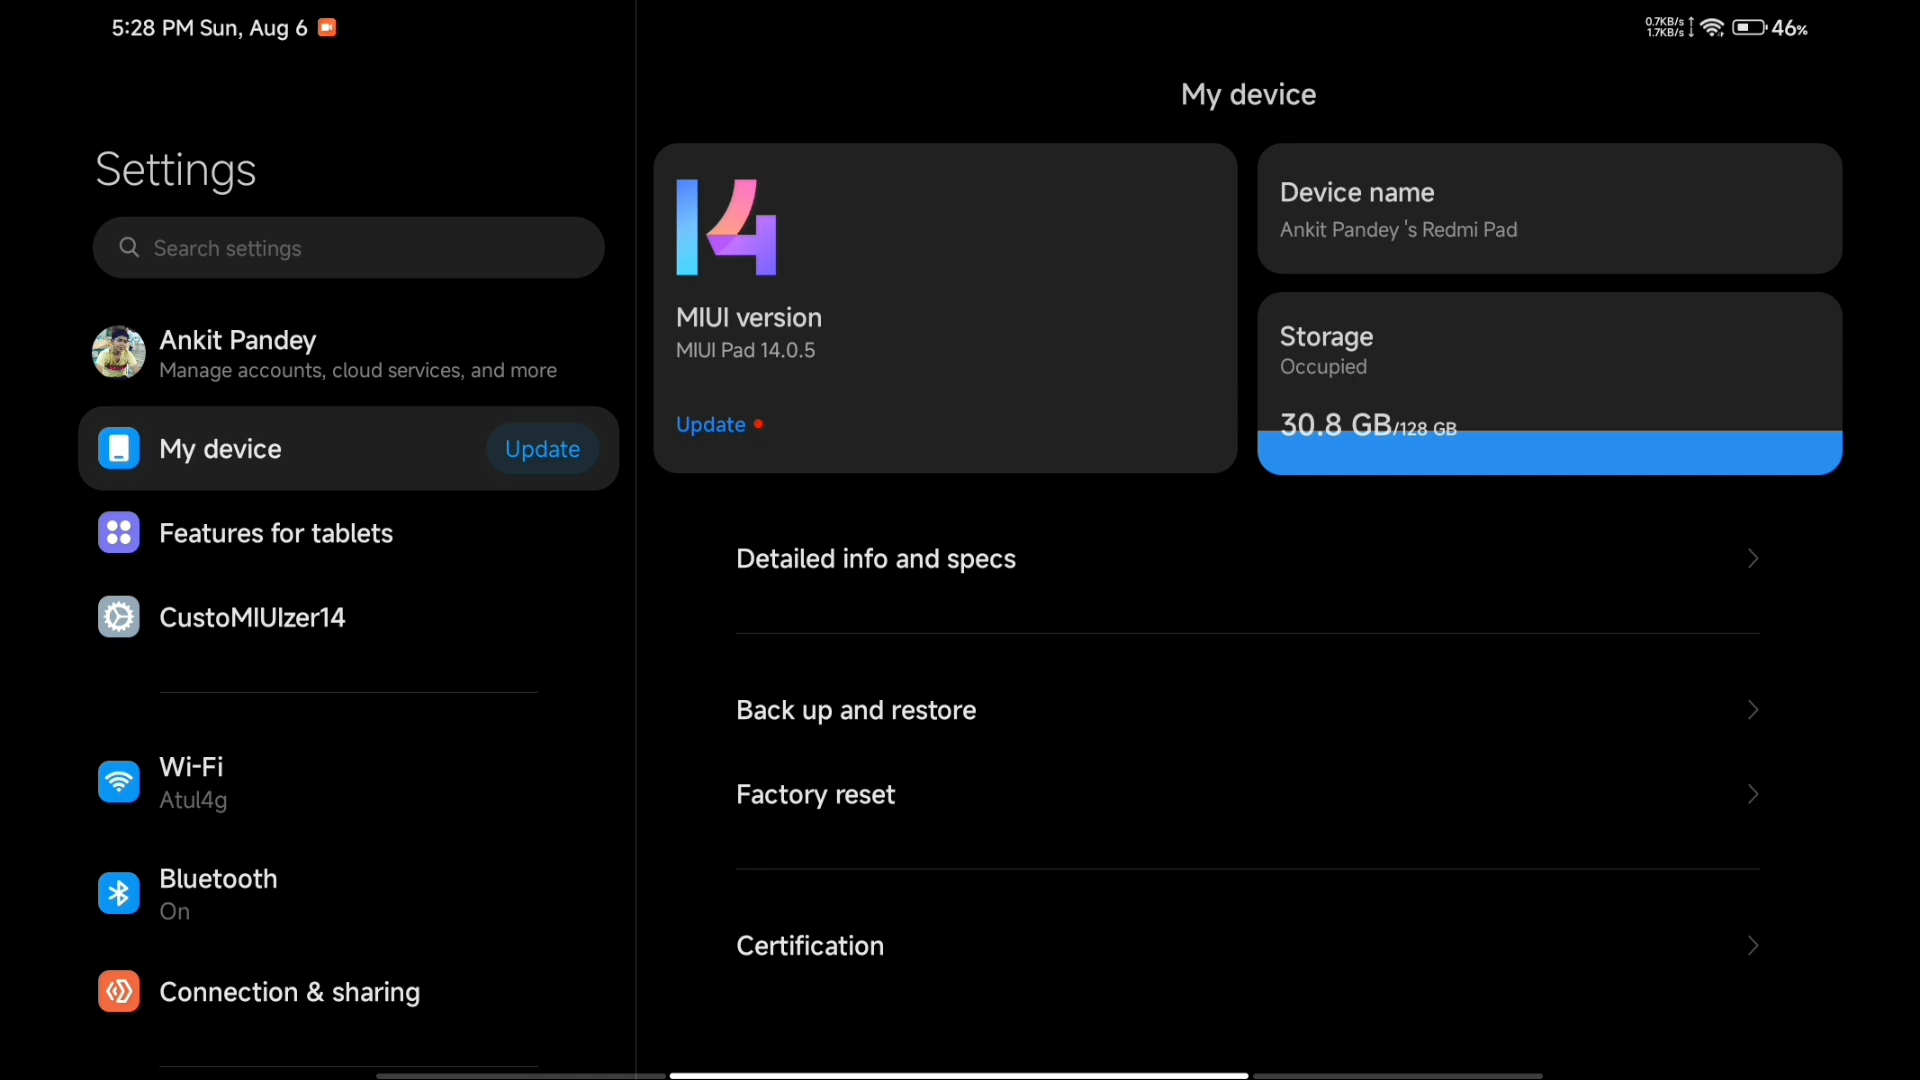 5:28 PM Sun, Aug 6
0.7KB/s
1.7KB/s
46%
Settings
Search settings
Ankit Pandey
Manage accounts, cloud services, and more
My device
Update
Features for tablets
CustoMIUIzer14
Wi-Fi
Atul4g
Bluetooth
On
Connection & sharing
My device
14
MIUI version
MIUI Pad 14.0.5
Update
Device name
Ankit Pandey 's Redmi Pad
Storage
Occupied
30.8 GB/128 GB
Detailed info and specs
Back up and restore
Factory reset
Certification